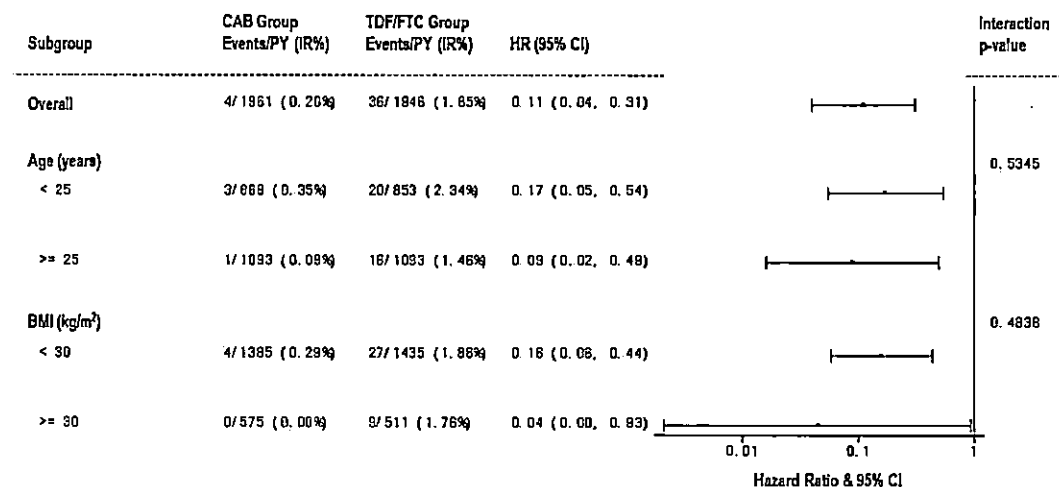 Subgroup CAB Group Events/PY (IR%) TDF/FTC Group Events/PY (IR%) HR (95% CI) Interaction p-value
Overall 4/1961 (0.20%) 36/1946 (1.85%) 0.11 (0.04, 0.31) .
Age (years) 0.5345
< 25 3/868 (0.35%) 20/853 (2.34%) 0.17 (0.05, 0.54)
>= 25 1/1093 (0.09%) 16/1093 (1.46%) 0.09 (0.02, 0.49)
BMI (kg/m²) 0.4838
< 30 4/1385 (0.29%) 27/1435 (1.88%) 0.16 (0.06, 0.44)
>= 30 0/575 (0.00%) 9/511 (1.76%) 0.04 (0.00, 0.93)
0.01 0.1 1
Hazard Ratio & 95% CI